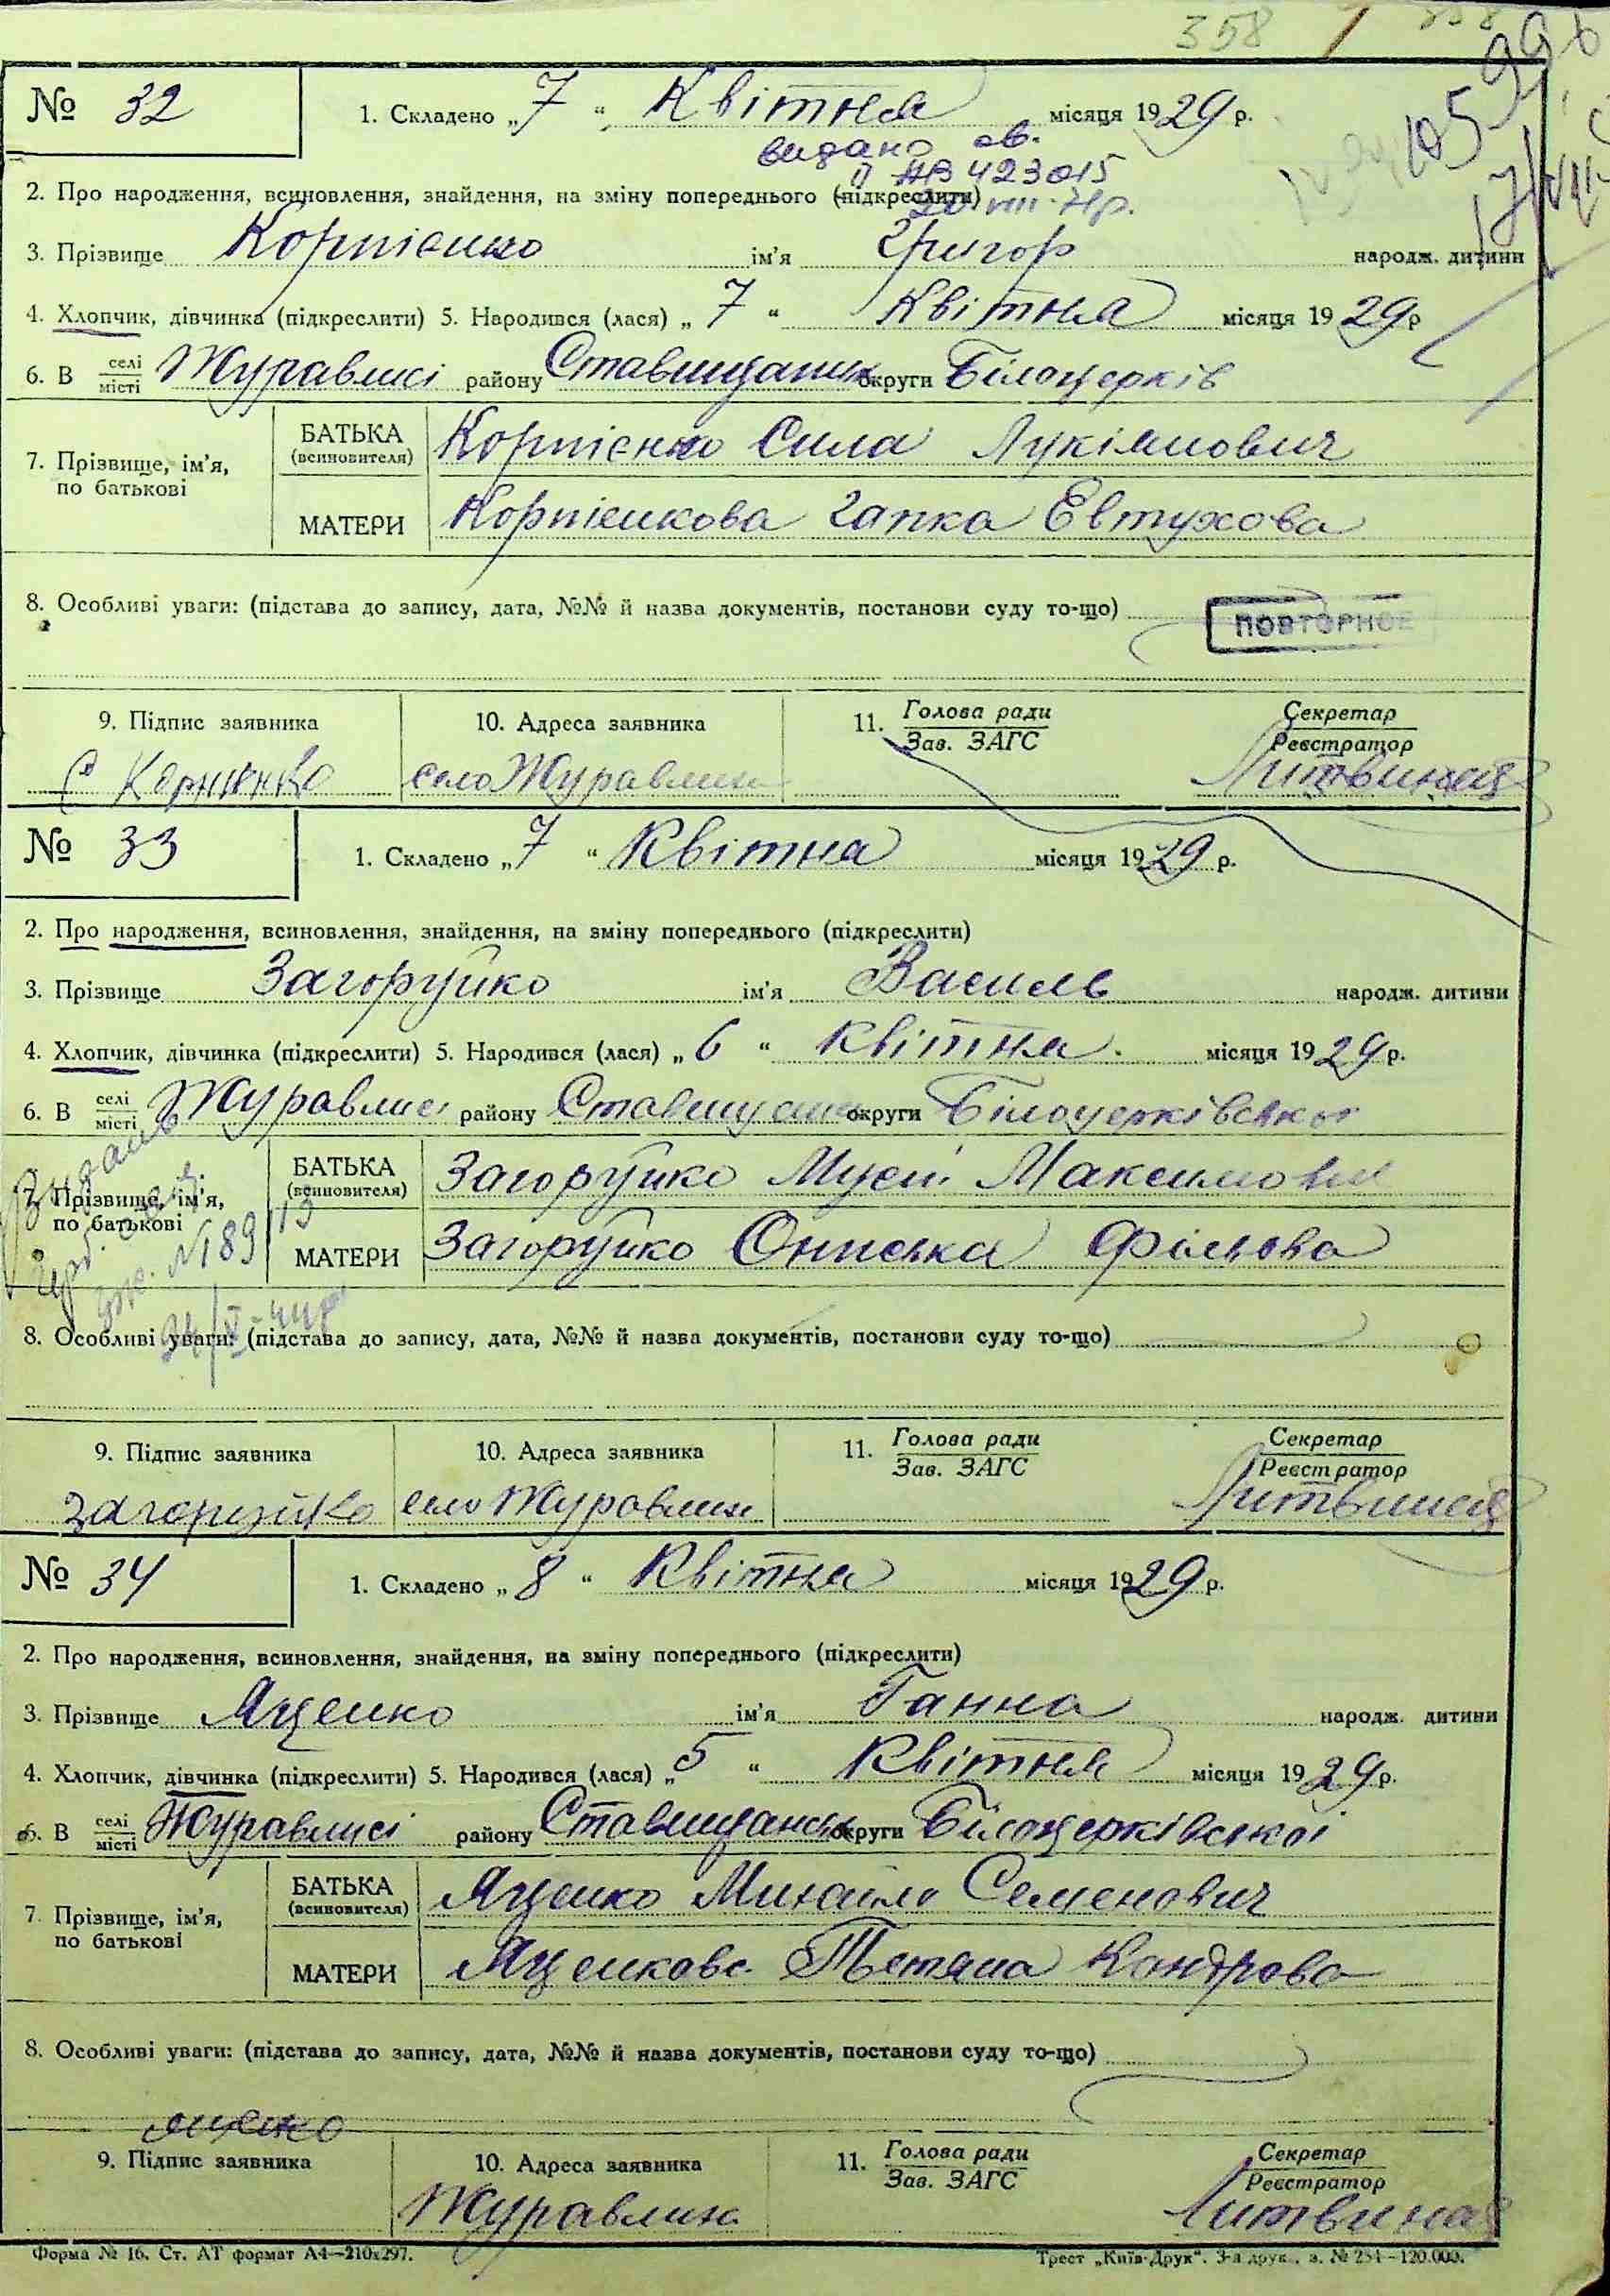 358
№ 32 1. Складено „7“ Квітня місяця 1929 р.
видано св.
ІІ АВ 423015
2. Про народження, всиновлення, знайдення, на зміну попереднього (підкреслити)
3. Прізвище Корнієнко ім'я Григор народж. дитини
4. Хлопчик, дівчинка (підкреслити) 5. Народився (лася) „7“ Квітня місяця 1929 р
6. В селі/місті Журавлисі району Ставищанськ округи Білоцерків
7. Прізвище, ім'я, по батькові
БАТЬКА (всиновителя) Корнієнко Сила Лукіянович
МАТЕРИ Корнієнкова Гапка Евтухова
8. Особливі уваги: (підстава до запису, дата, №№ й назва документів, постанови суду то-що)
ПОВТОРНОЕ
9. Підпис заявника 10. Адреса заявника 11. Голова ради/Зав. ЗАГС Секретар/Реєстратор
С Корнієнко село Журавлиха Литвинец
№ 33 1. Складено „7“ Квітня місяця 1929 р.
2. Про народження, всиновлення, знайдення, на зміну попереднього (підкреслити)
3. Прізвище Загоруйко ім'я Василь народж. дитини
4. Хлопчик, дівчинка (підкреслити) 5. Народився (лася) „6“ Квітня місяця 1929 р.
6. В селі/місті Журавлисі району Ставищанськ округи Білоцерківської
7. Прізвище, ім'я, по батькові
БАТЬКА (всиновителя) Загоруйко Мусій Максимович
МАТЕРИ Загоруйко Ониська
8. Особливі уваги: (підстава до запису, дата, №№ й назва документів, постанови суду то-що)
9. Підпис заявника 10. Адреса заявника 11. Голова ради/Зав. ЗАГС Секретар/Реєстратор
Загоруйко село Журавлиха Литвинец
№ 34 1. Складено „8“ Квітня місяця 1929 р.
2. Про народження, всиновлення, знайдення, на зміну попереднього (підкреслити)
3. Прізвище Яценко ім'я Ганна народж. дитини
4. Хлопчик, дівчинка (підкреслити) 5. Народився (лася) „5“ Квітня місяця 1929 р.
6. В селі/місті Журавлисі району Ставищанськ округи Білоцерківської
7. Прізвище, ім'я, по батькові
БАТЬКА (всиновителя) Яценко Михайло Семенович
МАТЕРИ Яценкова Тетяна Кондрова
8. Особливі уваги: (підстава до запису, дата, №№ й назва документів, постанови суду то-що)
яценко
9. Підпис заявника 10. Адреса заявника 11. Голова ради/Зав. ЗАГС Секретар/Реєстратор
Журавлиха Литвинец
Форма № 16. Ст. АТ формат А4—210х297. Трест „Київ-Друк“. 3-я друк., з. № 254—120.000.